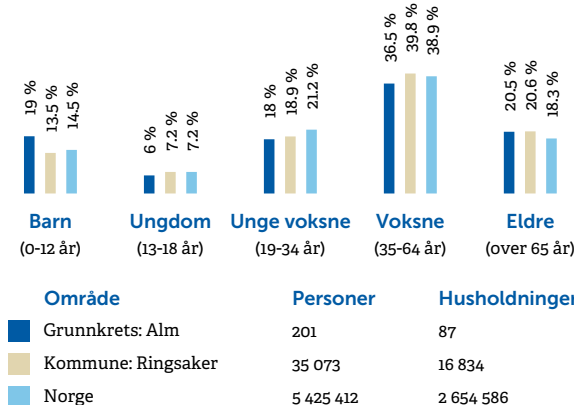 19 % 13.5 % 14.5 %
6 % 7.2 % 7.2 %
18 % 18.9 % 21.2 %
36.5 % 39.8 % 38.9 %
20.5 % 20.6 % 18.3 %
Barn Ungdom Unge voksne Voksne Eldre
(0-12 år) (13-18 år) (19-34 år) (35-64 år) (over 65 år)
Område Personer Husholdninger
Grunnkrets: Alm 201 87
Kommune: Ringsaker 35 073 16 834
Norge 5 425 412 2 654 586